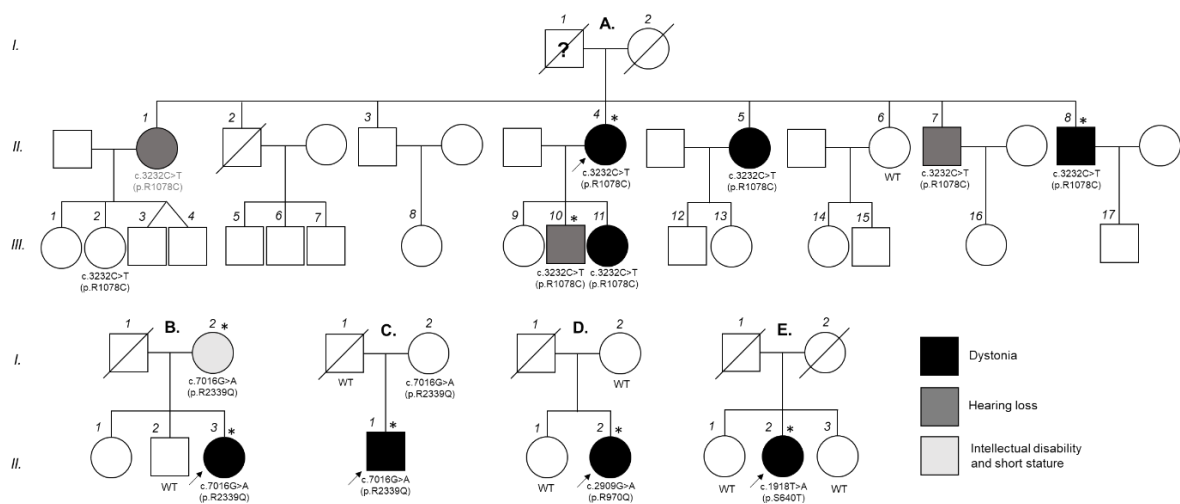 A.
I.
1
?
2
1
2
3
4
*
5
6
7
8
*
II.
c.3232C>T
(p.R1078C)
c.3232C>T
(p.R1078C)
c.3232C>T
(p.R1078C)
WT
c.3232C>T
(p.R1078C)
c.3232C>T
(p.R1078C)
III.
1
2
3
4
5
6
7
8
9
10
*
11
12
13
14
15
16
17
c.3232C>T
(p.R1078C)
c.3232C>T
(p.R1078C)
c.3232C>T
(p.R1078C)
B.
C.
D.
E.
I.
1
2
*
1
2
1
2
1
2
c.7016G>A
(p.R2339Q)
WT
c.7016G>A
(p.R2339Q)
WT
II.
1
2
3
*
1
*
1
2
*
1
2
*
3
WT
c.7016G>A
(p.R2339Q)
c.7016G>A
(p.R2339Q)
WT
c.2909G>A
(p.R970Q)
WT
c.1918T>A
(p.S640T)
WT
Dystonia
Hearing loss
Intellectual disability
and short stature